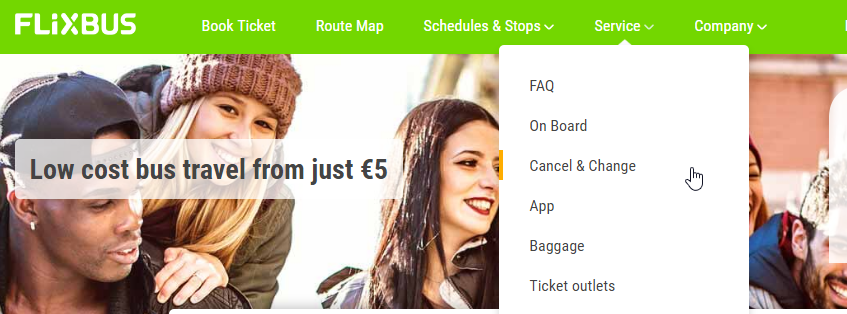 FLiXBUS
Book Ticket
Route Map
Schedules & Stops
Service
Company
FAQ
On Board
Cancel & Change
App
Baggage
Ticket outlets
Low cost bus travel from just €5